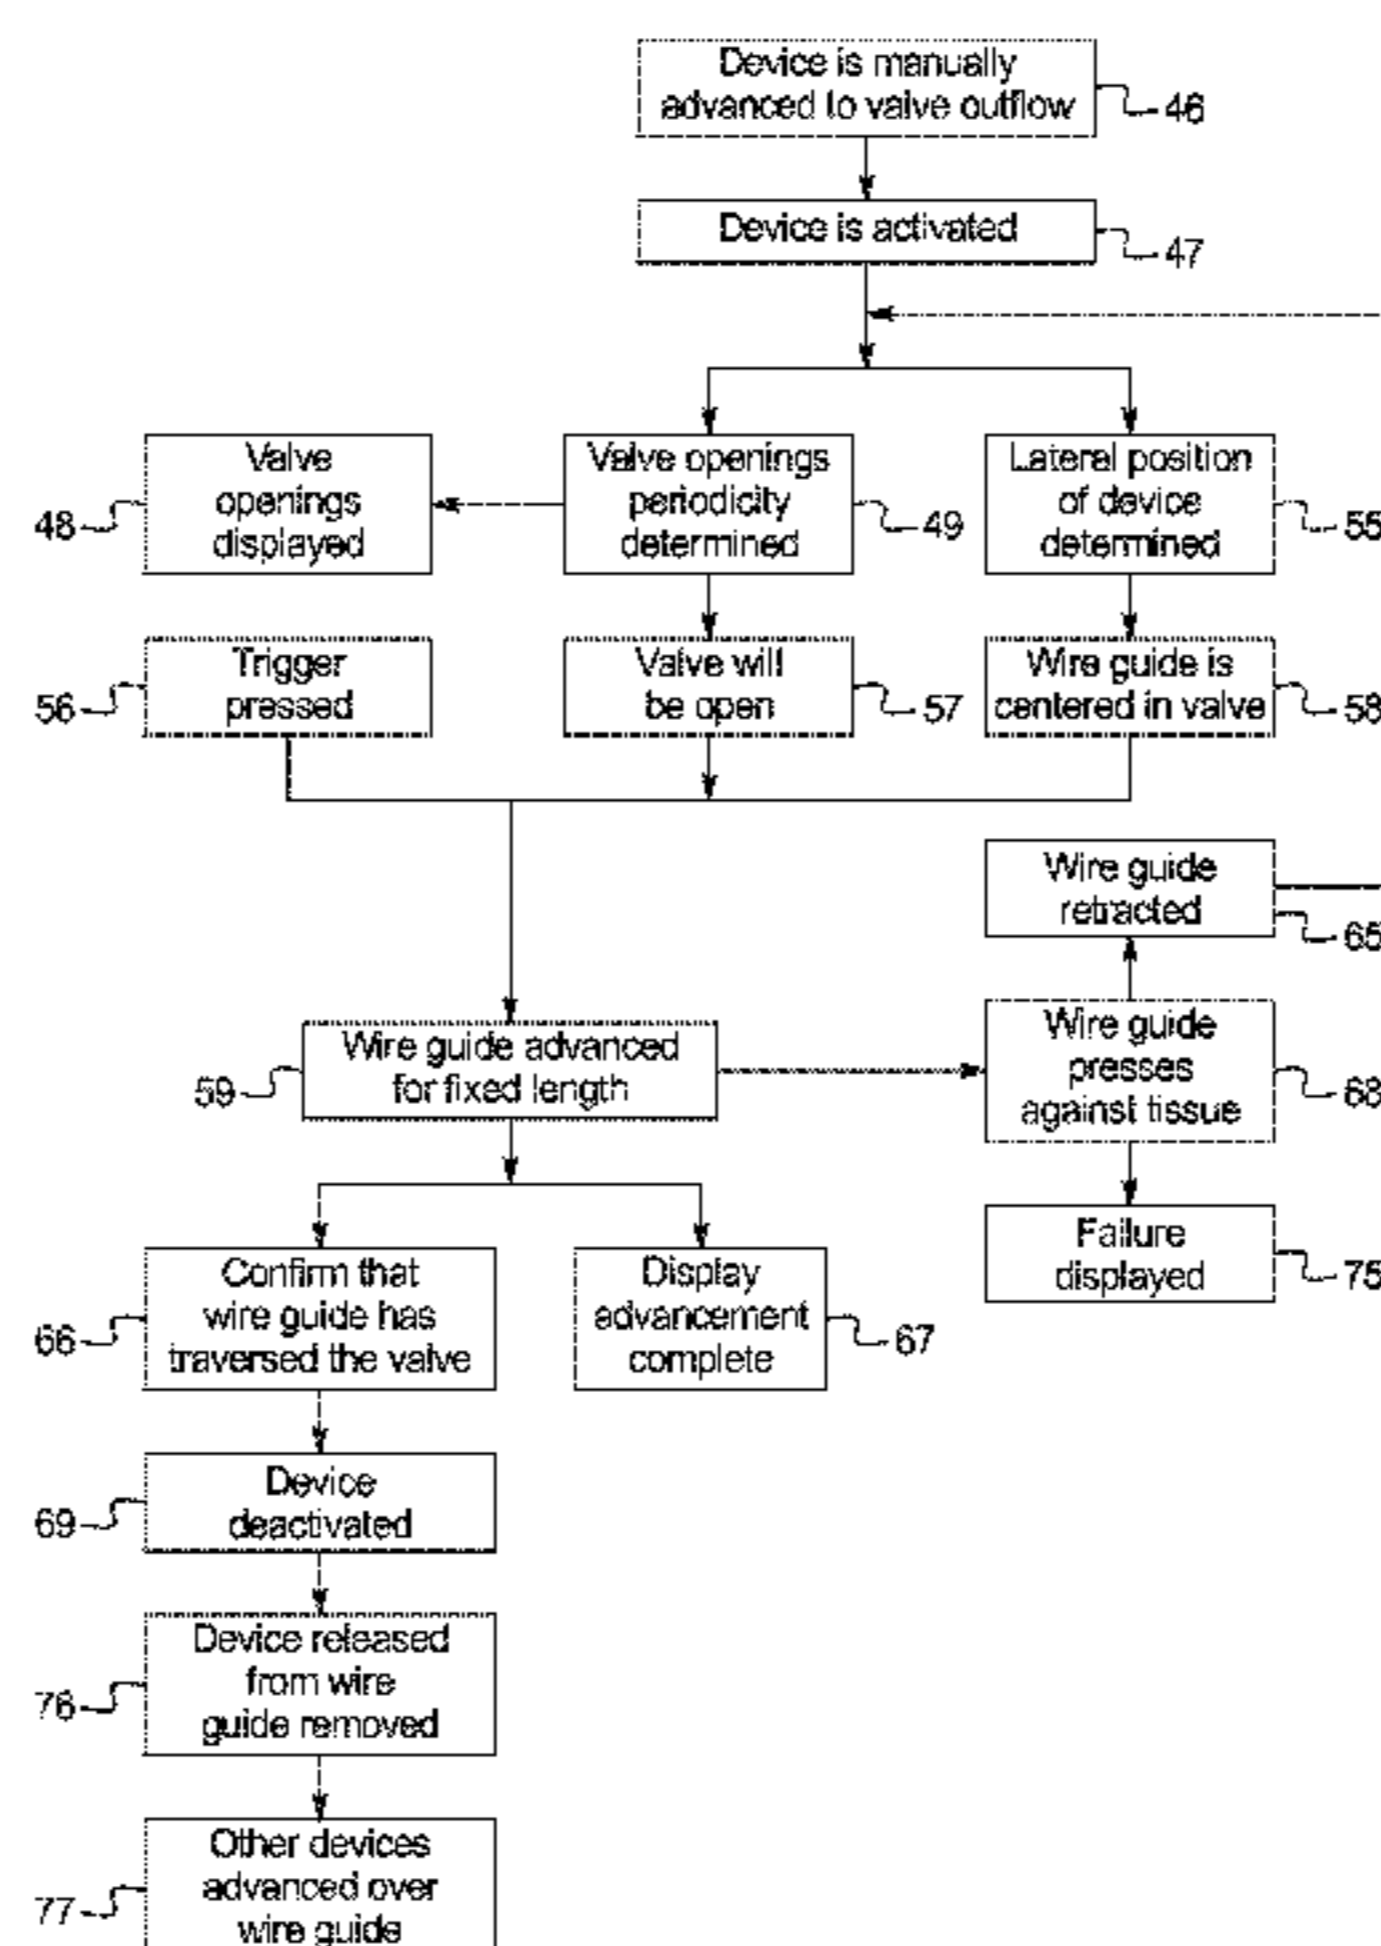 Device is manually
advanced to valve outflow
46
Device is activated
47
Valve
openings
displayed
48
Valve openings
periodicity
determined
49
Lateral position
of device
determined
55
Trigger
pressed
56
Valve will
be open
57
Wire guide is
centered in valve
58
Wire guide
retracted
65
Wire guide advanced
for fixed length
59
Wire guide
presses
against tissue
68
Failure
displayed
75
Confirm that
wire guide has
traversed the valve
66
Display
advancement
complete
67
Device
deactivated
69
Device released
from wire
guide removed
76
Other devices
advanced over
wire guide
77